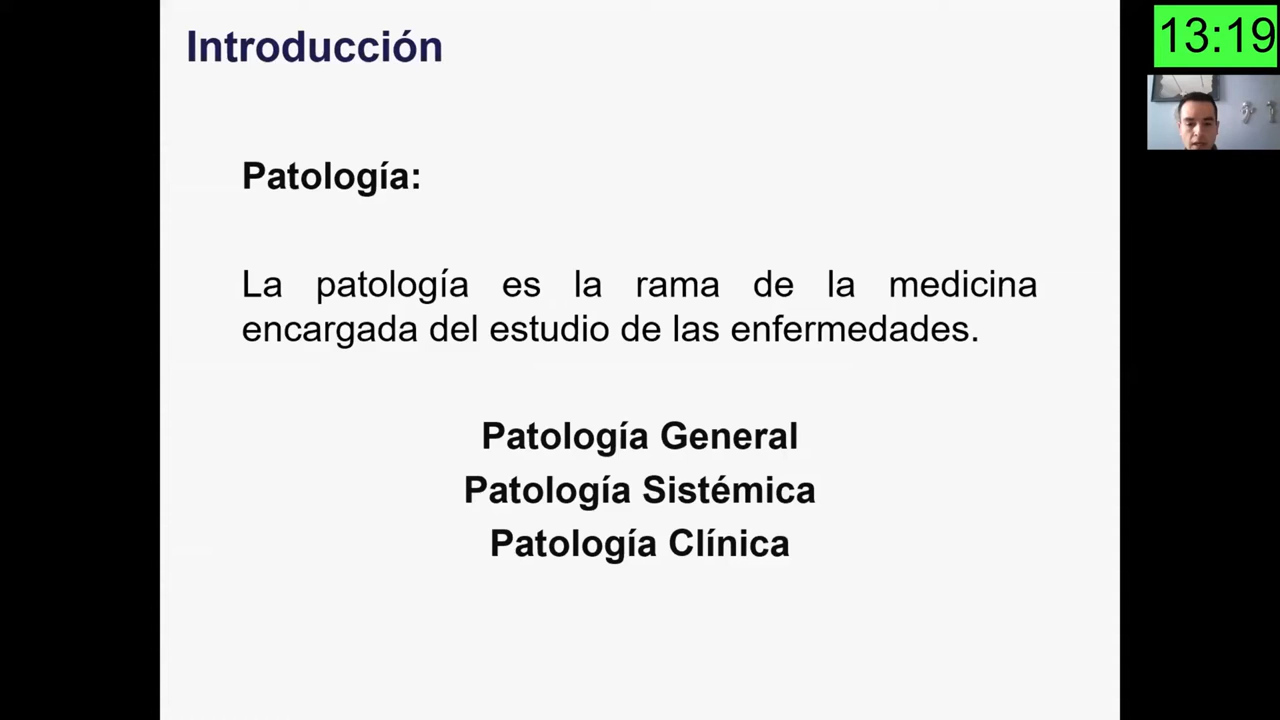 Introducción
13:19
Patología:
La patología es la rama de la medicina
encargada del estudio de las enfermedades.
Patología General
Patología Sistémica
Patología Clínica